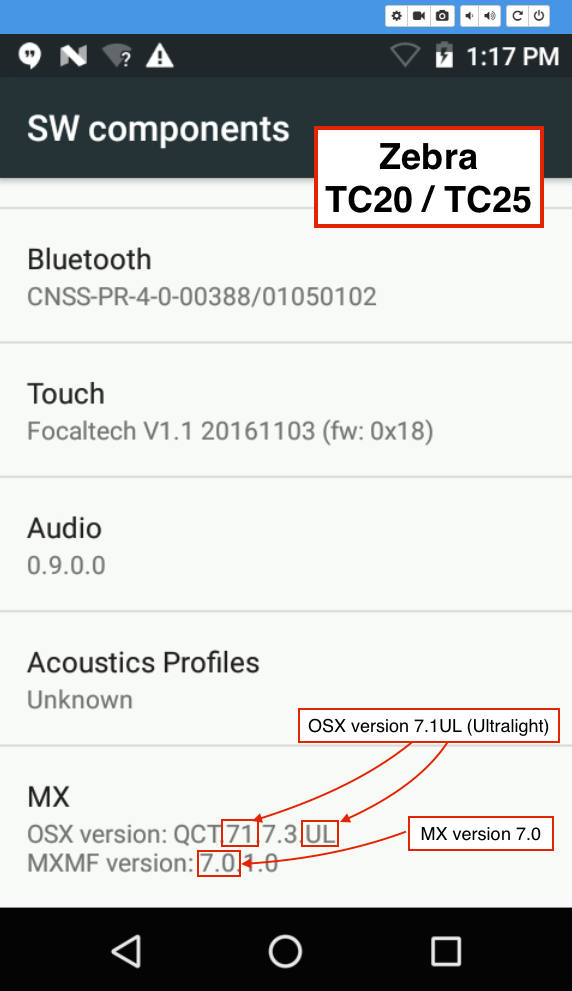 1:17 PM
SW components
Zebra
TC20 / TC25
Bluetooth
CNSS-PR-4-0-00388/01050102
Touch
Focaltech V1.1 20161103 (fw: 0x18)
Audio
0.9.0.0
Acoustics Profiles
Unknown
OSX version 7.1UL (Ultralight)
MX
OSX version: QCT.71.7.3.UL
MX version 7.0
MXMF version: 7.0.1.0